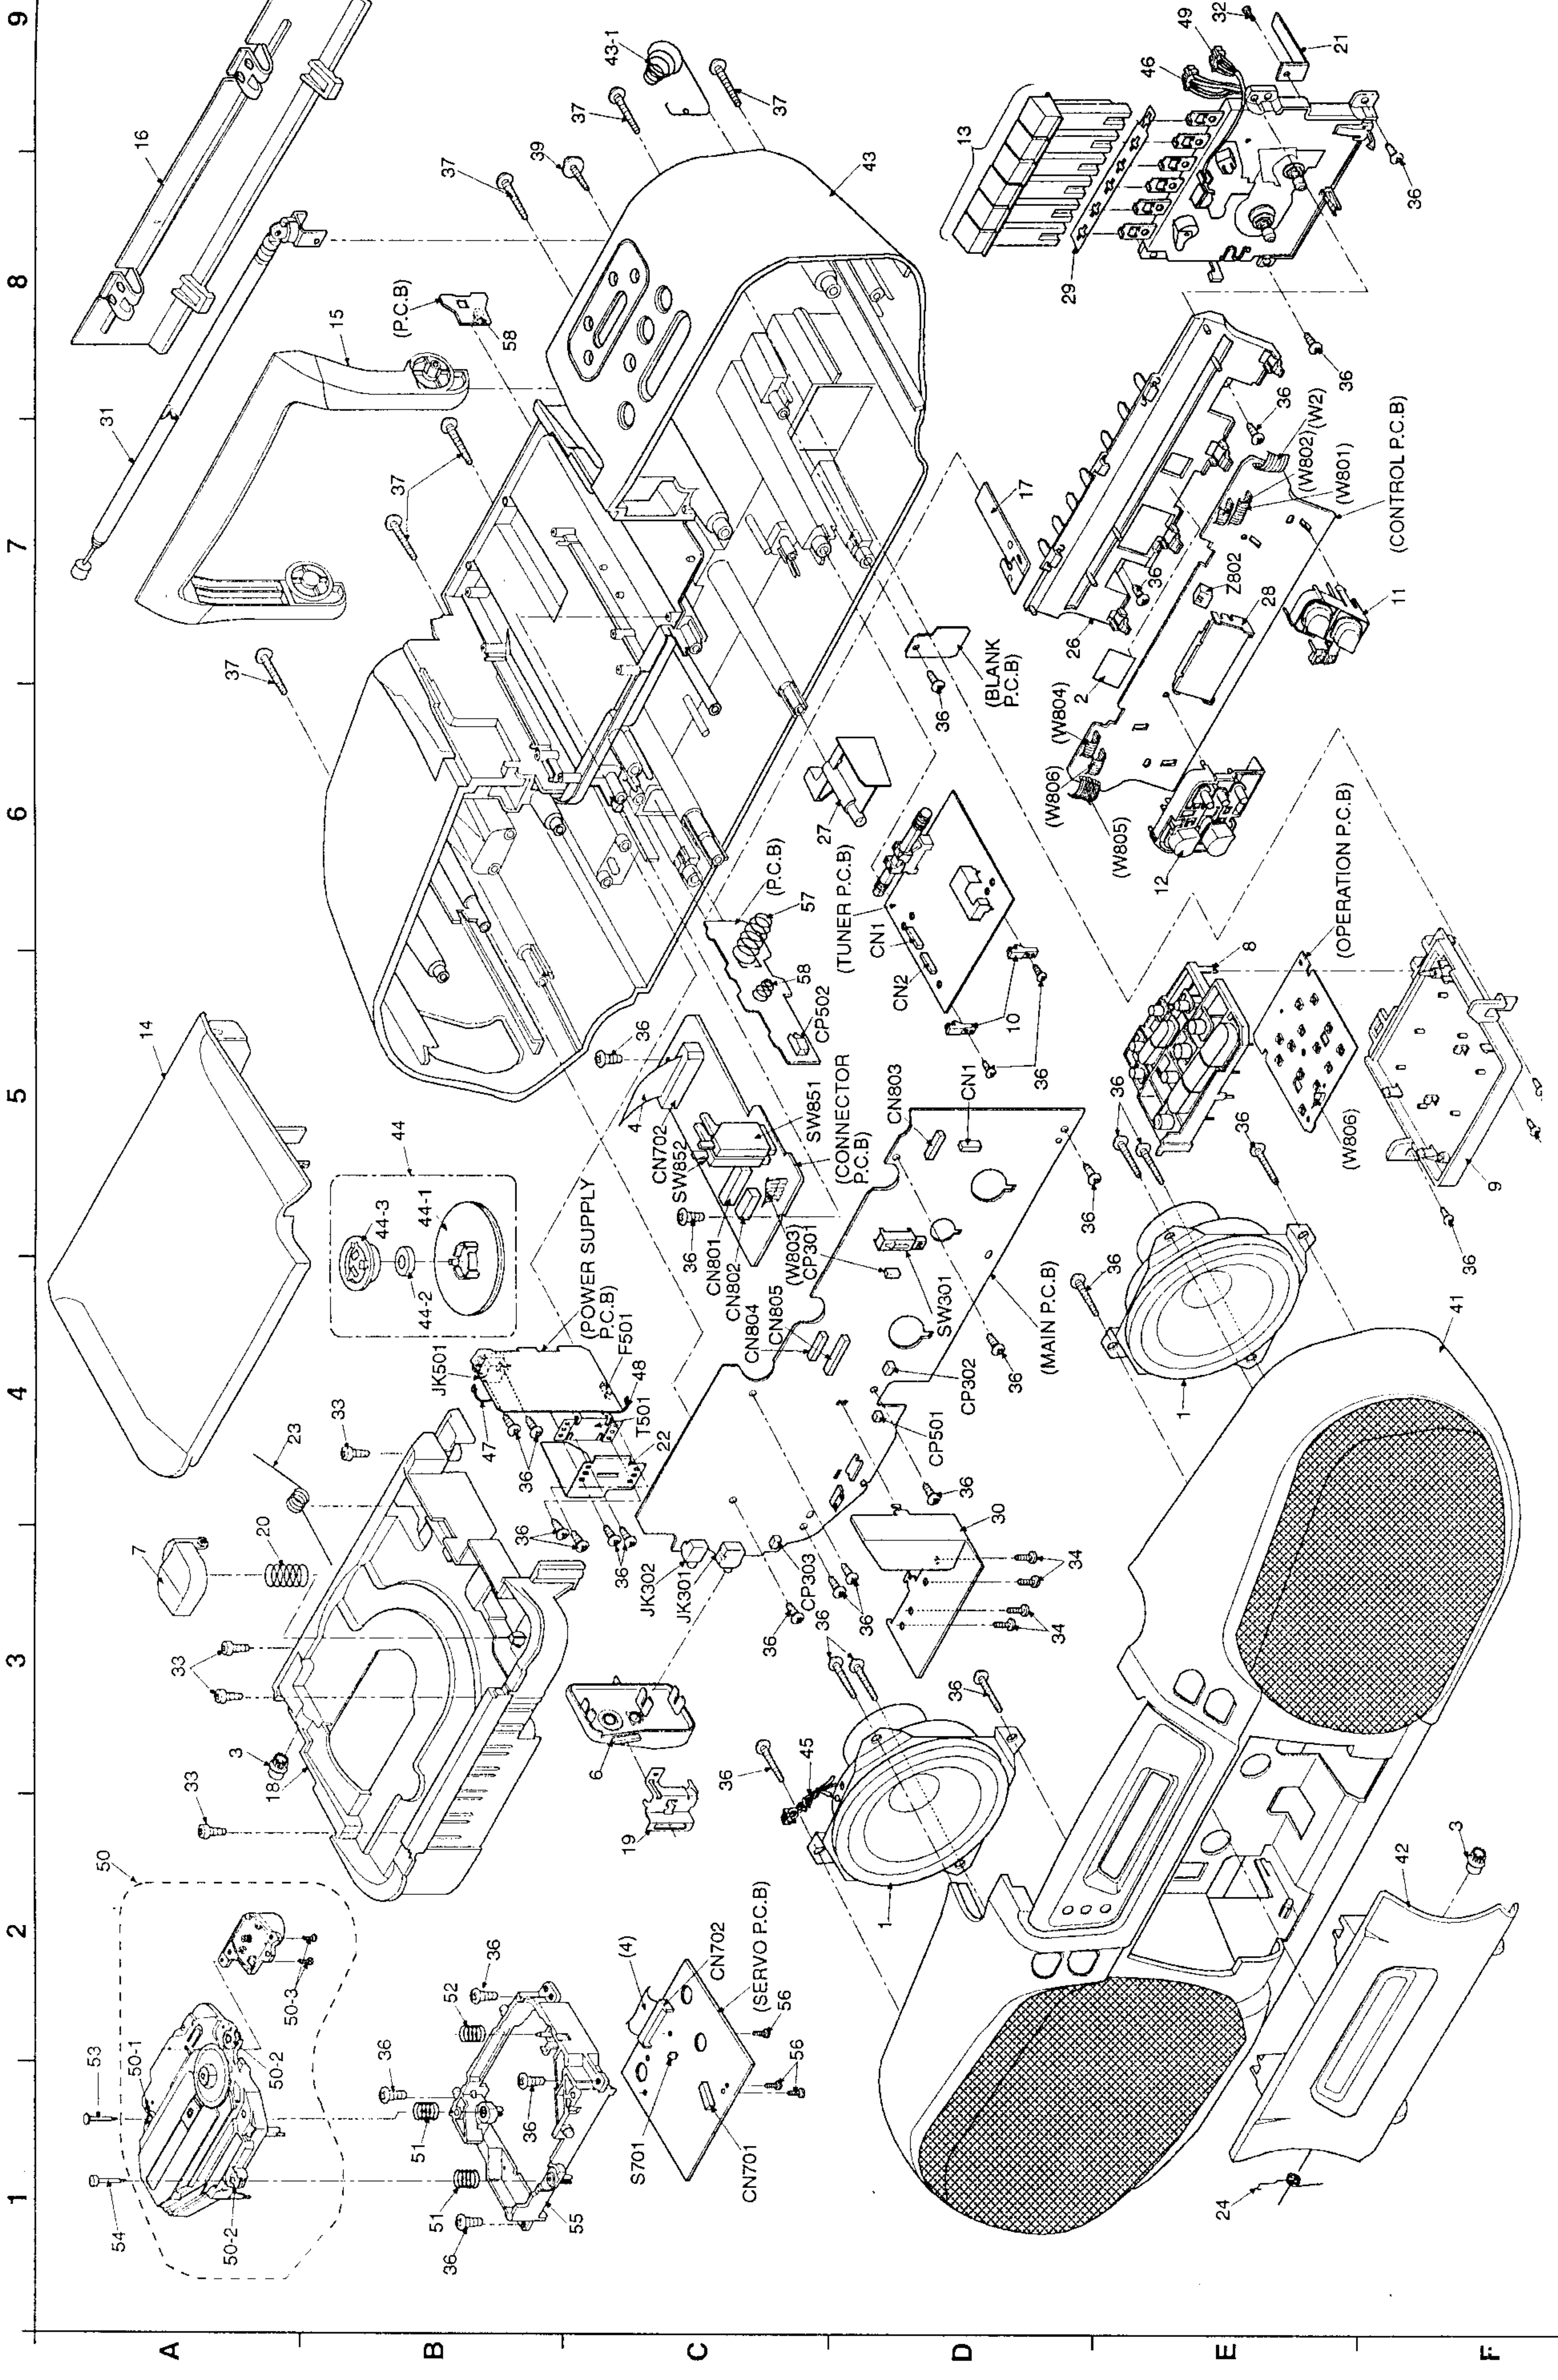 1
2
3
4
5
6
7
8
9
A
B
C
D
E
F
54
53
50-1
50-2
50-2
50-3
50
33
3
18
33
7
20
23
33
14
44
44-3
44-2
44-1
31
15
16
36
51
51
36
52
36
36
55
19
6
JK302
JK301
36
36
36
22
T501
48
F501
47
JK501
(POWER SUPPLY
P.C.B)
37
37
(P.C.B)
58
37
39
37
43-1
37
43
S701
CN701
(4)
CN702
(SERVO P.C.B)
56
56
36
CP303
36
36
CN804
CN805
CN802
CN801
36
SW852
CN702
4
36
(W803)
CP301
(CONNECTOR
P.C.B)
SW851
CP502
58
57
(P.C.B)
27
36
(BLANK
P.C.B)
17
(TUNER P.C.B)
CN1
CN2
10
36
CN803
CN1
36
SW301
(MAIN P.C.B)
36
CP302
CP501
36
30
34
34
1
45
36
36
36
1
36
36
36
36
9
(W806)
(OPERATION P.C.B)
8
12
(W805)
(W806)
(W804)
2
26
36
Z802
28
11
(CONTROL P.C.B)
(W801)
(W802)
(W2)
36
36
36
29
13
46
49
32
21
41
42
3
24